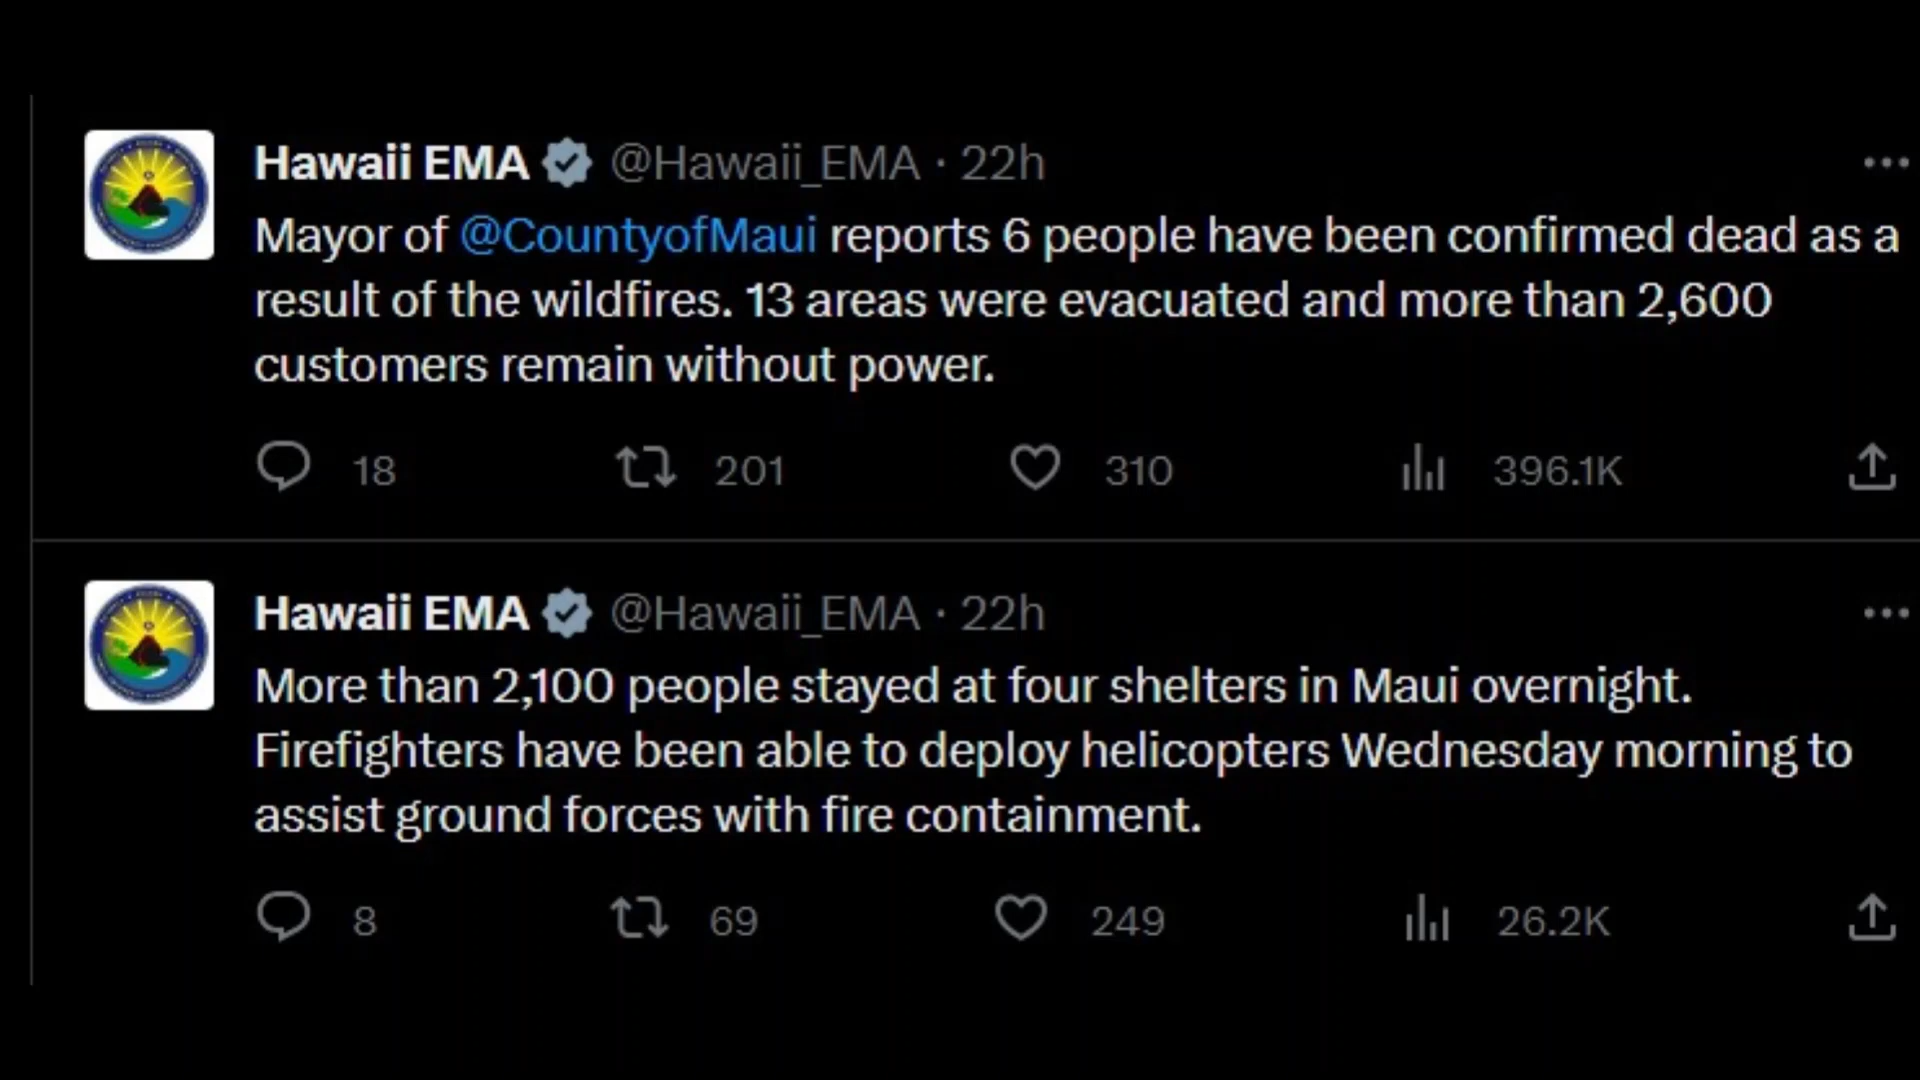 Hawaii EMA @Hawaii_EMA · 22h
Mayor of @CountyofMaui reports 6 people have been confirmed dead as a
result of the wildfires. 13 areas were evacuated and more than 2,600
customers remain without power.
18 201 310 396.1K
Hawaii EMA @Hawaii_EMA · 22h
More than 2,100 people stayed at four shelters in Maui overnight.
Firefighters have been able to deploy helicopters Wednesday morning to
assist ground forces with fire containment.
8 69 249 26.2K